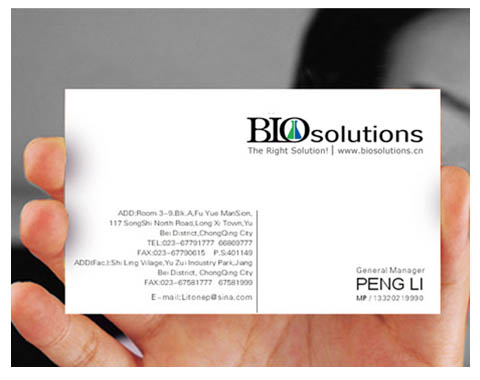 BIOsolutions
The Right Solution! | www.biosolutions.cn
ADD:Room 3-9.Blk.A,Fu Yue ManSion,
117 SongShi North Road,Long Xi Town,Yu
Bei District,ChongQing City
TEL:023-67791777 66869777
FAX:023-67790615 P.S:401149
ADD(Fac.):Shi Ling Vilage,Yu Zui Industry Park,Jiang
Bei District, ChongQing City
FAX:023-67581777 67581999
E-mail:Litonep@sina.com
General Manager
PENG LI
MP / 13320219990